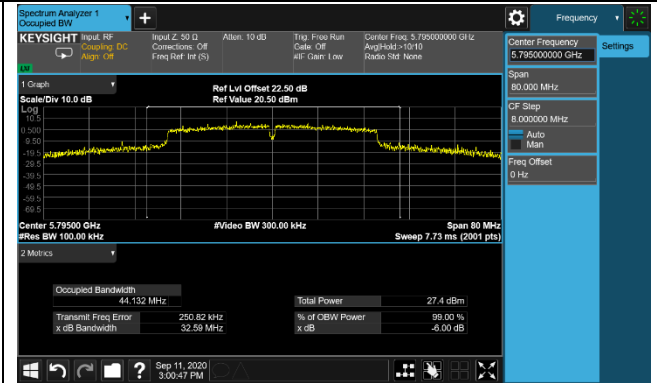 Spectrum Analyzer 1
Occupied BW
+
Frequency
KEYSIGHT
Input: RF
Coupling: DC
Align: Off
Input Z: 50 Ω
Corrections: Off
Freq Ref: Int (S)
Atten: 10 dB
Trig: Free Run
Gate: Off
#IF Gain: Low
Center Freq: 5.795000000 GHz
Avg|Hold:>10/10
Radio Std: None
Center Frequency
5.795000000 GHz
Settings
Span
80.000 MHz
CF Step
8.000000 MHz
Auto
Man
Freq Offset
0 Hz
1 Graph
Scale/Div 10.0 dB
Ref Lvl Offset 22.50 dB
Ref Value 20.50 dBm
Log
10.5
0.500
-9.50
-19.5
-29.5
-39.5
-49.5
-59.5
-69.5
Center 5.79500 GHz
#Video BW 300.00 kHz
Span 80 MHz
#Res BW 100.00 kHz
Sweep 7.73 ms (2001 pts)
2 Metrics
Occupied Bandwidth
44.132 MHz
Total Power 27.4 dBm
Transmit Freq Error 250.82 kHz
% of OBW Power 99.00 %
x dB Bandwidth 32.59 MHz
x dB -6.00 dB
?
Sep 11, 2020
3:00:47 PM